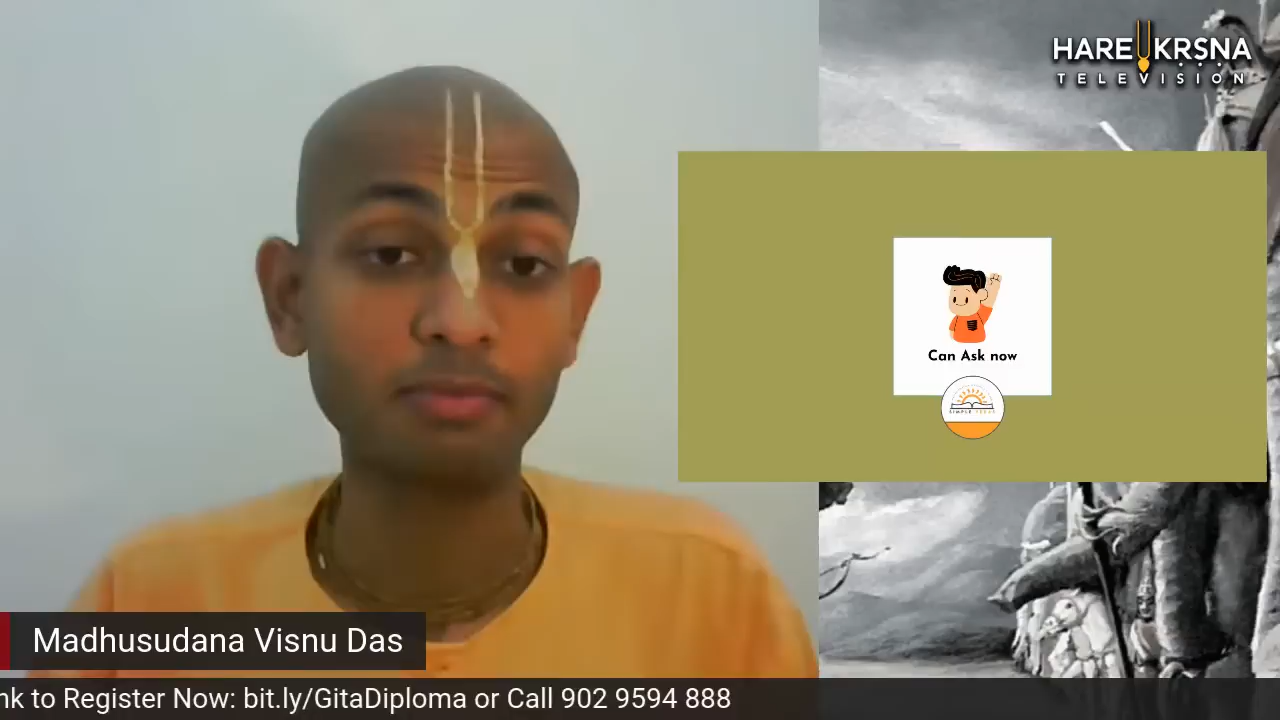 HARE KRṢṆA
TELEVISION
Can Ask now
Madhusudana Visnu Das
nk to Register Now: bit.ly/GitaDiploma or Call 902 9594 888